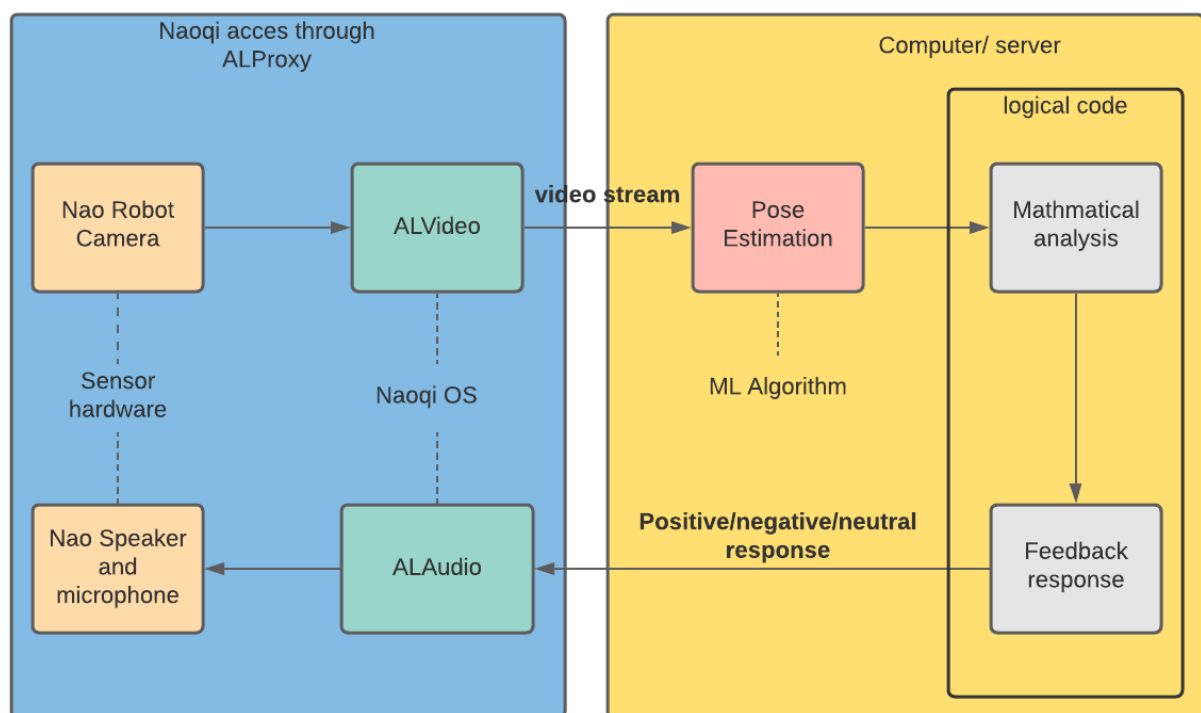 Naoqi acces through
ALProxy
Computer/ server
logical code
Nao Robot
Camera
ALVideo
video stream
Pose
Estimation
Mathmatical
analysis
Sensor
hardware
Naoqi OS
ML Algorithm
Nao Speaker
and
microphone
ALAudio
Positive/negative/neutral
response
Feedback
response